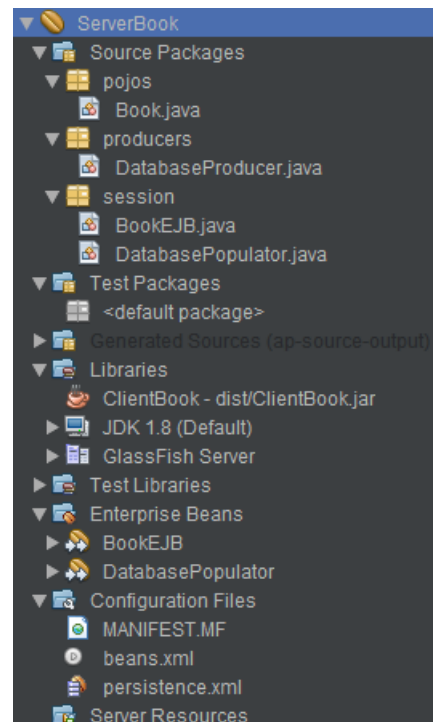 ServerBook
Source Packages
pojos
Book.java
producers
DatabaseProducer.java
session
BookEJB.java
DatabasePopulator.java
Test Packages
<default package>
Generated Sources (ap-source-output)
Libraries
ClientBook - dist/ClientBook.jar
JDK 1.8 (Default)
GlassFish Server
Test Libraries
Enterprise Beans
BookEJB
DatabasePopulator
Configuration Files
MANIFEST.MF
beans.xml
persistence.xml
Server Resources